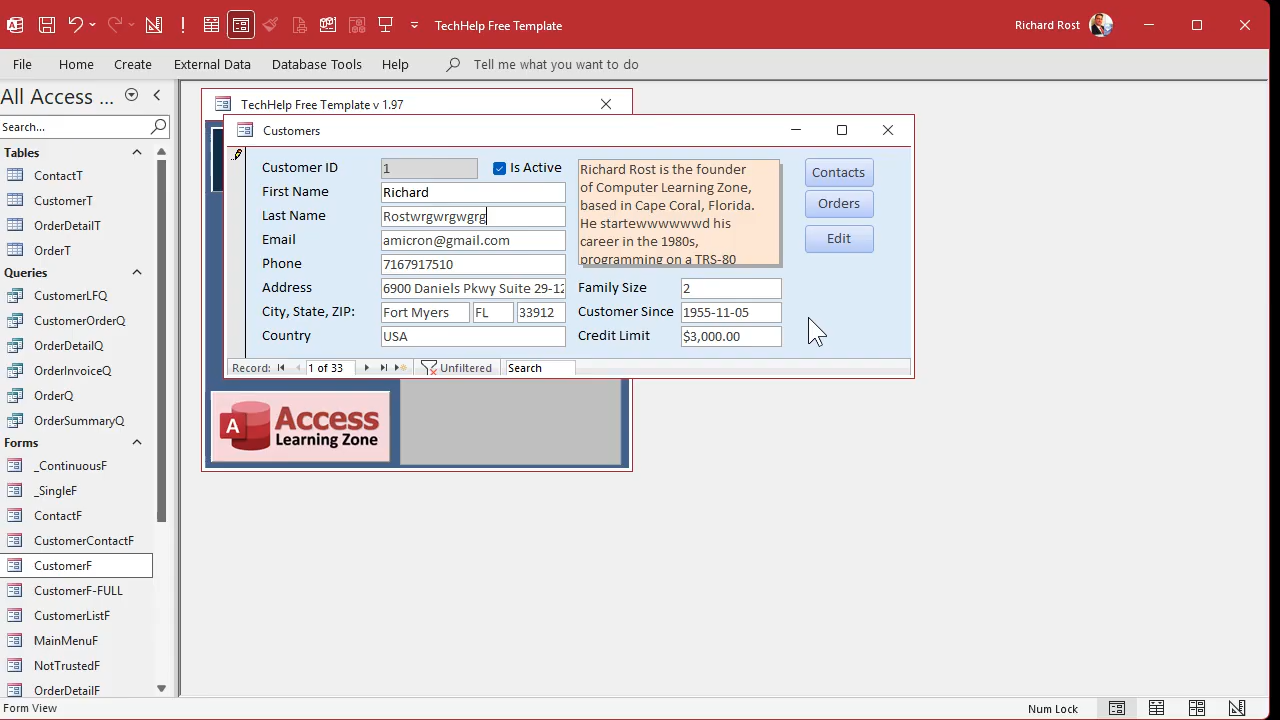 TechHelp Free Template
Richard Rost
File Home Create External Data Database Tools Help Tell me what you want to do
All Access ...
Search...
Tables
ContactT
CustomerT
OrderDetailT
OrderT
Queries
CustomerLFQ
CustomerOrderQ
OrderDetailQ
OrderInvoiceQ
OrderQ
OrderSummaryQ
Forms
_ContinuousF
_SingleF
ContactF
CustomerContactF
CustomerF
CustomerF-FULL
CustomerListF
MainMenuF
NotTrustedF
OrderDetailF
TechHelp Free Template v 1.97
Customers
Customer ID 1 Is Active
First Name Richard
Last Name Rostwrgwrgwgrg
Email amicron@gmail.com
Phone 7167917510
Address 6900 Daniels Pkwy Suite 29-12
City, State, ZIP: Fort Myers FL 33912
Country USA
Richard Rost is the founder
of Computer Learning Zone,
based in Cape Coral, Florida.
He startewwwwwwd his
career in the 1980s,
programming on a TRS-80
Family Size 2
Customer Since 1955-11-05
Credit Limit $3,000.00
Contacts
Orders
Edit
Record: 1 of 33 Unfiltered Search
A Access
Learning Zone
Form View
Num Lock